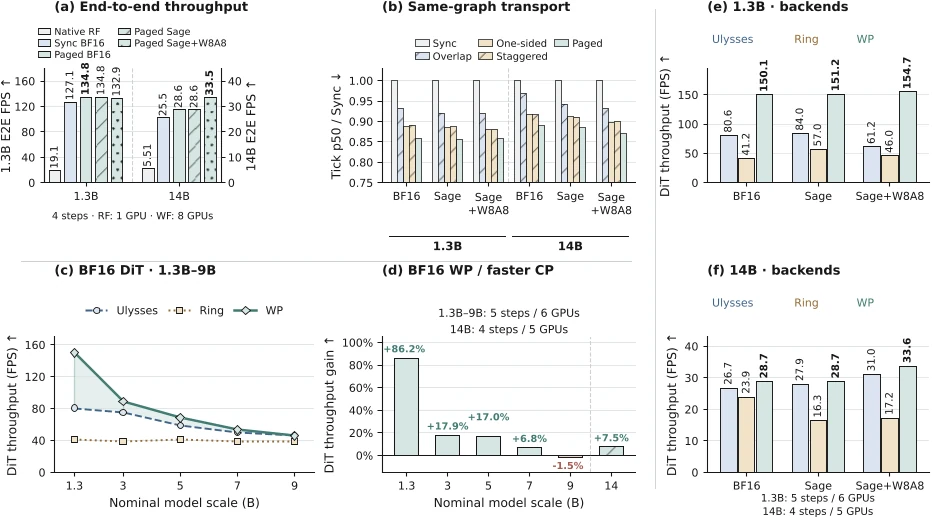 (a) End-to-end throughput
Native RF
Sync BF16
Paged BF16
Paged Sage
Paged Sage+W8A8
1.3B E2E FPS ↑
160
120
80
40
0
19.1
127.1
134.8
134.8
132.9
5.51
25.5
28.6
28.6
33.5
40
30
20
10
0
14B E2E FPS ↑
1.3B
14B
4 steps · RF: 1 GPU · WF: 8 GPUs
(b) Same-graph transport
Sync
Overlap
One-sided
Staggered
Paged
Tick p50 / Sync ↓
1.00
0.95
0.90
0.85
0.80
0.75
BF16
Sage
Sage
+W8A8
BF16
Sage
Sage
+W8A8
1.3B
14B
(c) BF16 DiT · 1.3B–9B
Ulysses
Ring
WP
DiT throughput (FPS) ↑
160
120
80
40
0
1.3
3
5
7
9
Nominal model scale (B)
(d) BF16 WP / faster CP
1.3B–9B: 5 steps / 6 GPUs
14B: 4 steps / 5 GPUs
DiT throughput gain ↑
100%
80%
60%
40%
20%
0%
+86.2%
+17.9%
+17.0%
+6.8%
-1.5%
+7.5%
1.3
3
5
7
9
14
Nominal model scale (B)
(e) 1.3B · backends
Ulysses
Ring
WP
DiT throughput (FPS) ↑
150
100
50
0
80.6
41.2
150.1
84.0
57.0
151.2
61.2
46.0
154.7
BF16
Sage
Sage+W8A8
(f) 14B · backends
Ulysses
Ring
WP
DiT throughput (FPS) ↑
40
30
20
10
0
26.7
23.9
28.7
27.9
16.3
28.7
31.0
17.2
33.6
BF16
Sage
Sage+W8A8
1.3B: 5 steps / 6 GPUs
14B: 4 steps / 5 GPUs